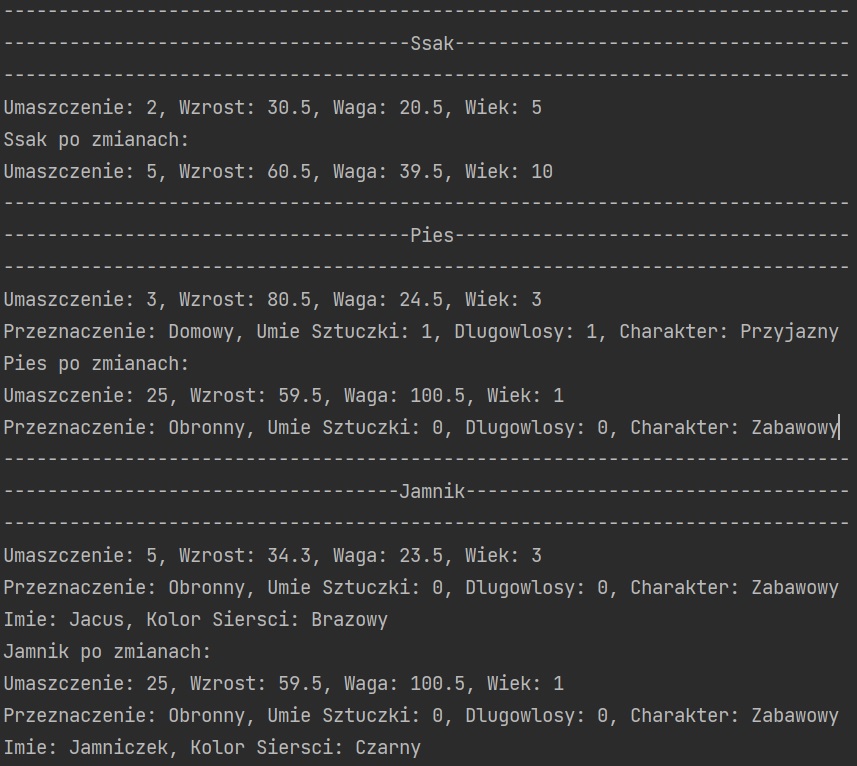 -----------------------------------------------------------------------------
-------------------------------------Ssak------------------------------------
-----------------------------------------------------------------------------
Umaszczenie: 2, Wzrost: 30.5, Waga: 20.5, Wiek: 5
Ssak po zmianach:
Umaszczenie: 5, Wzrost: 60.5, Waga: 39.5, Wiek: 10
-----------------------------------------------------------------------------
-------------------------------------Pies------------------------------------
-----------------------------------------------------------------------------
Umaszczenie: 3, Wzrost: 80.5, Waga: 24.5, Wiek: 3
Przeznaczenie: Domowy, Umie Sztuczki: 1, Dlugowlosy: 1, Charakter: Przyjazny
Pies po zmianach:
Umaszczenie: 25, Wzrost: 59.5, Waga: 100.5, Wiek: 1
Przeznaczenie: Obronny, Umie Sztuczki: 0, Dlugowlosy: 0, Charakter: Zabawowy
-----------------------------------------------------------------------------
------------------------------------Jamnik-----------------------------------
-----------------------------------------------------------------------------
Umaszczenie: 5, Wzrost: 34.3, Waga: 23.5, Wiek: 3
Przeznaczenie: Obronny, Umie Sztuczki: 0, Dlugowlosy: 0, Charakter: Zabawowy
Imie: Jacus, Kolor Siersci: Brazowy
Jamnik po zmianach:
Umaszczenie: 25, Wzrost: 59.5, Waga: 100.5, Wiek: 1
Przeznaczenie: Obronny, Umie Sztuczki: 0, Dlugowlosy: 0, Charakter: Zabawowy
Imie: Jamniczek, Kolor Siersci: Czarny